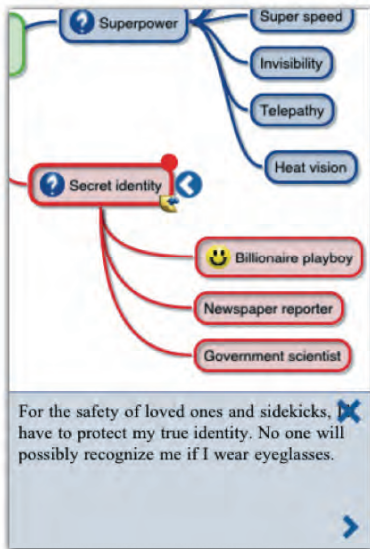 Superpower
Super speed
Invisibility
Telepathy
Heat vision
Secret identity
Billionaire playboy
Newspaper reporter
Government scientist
For the safety of loved ones and sidekicks,
have to protect my true identity. No one will
possibly recognize me if I wear eyeglasses.